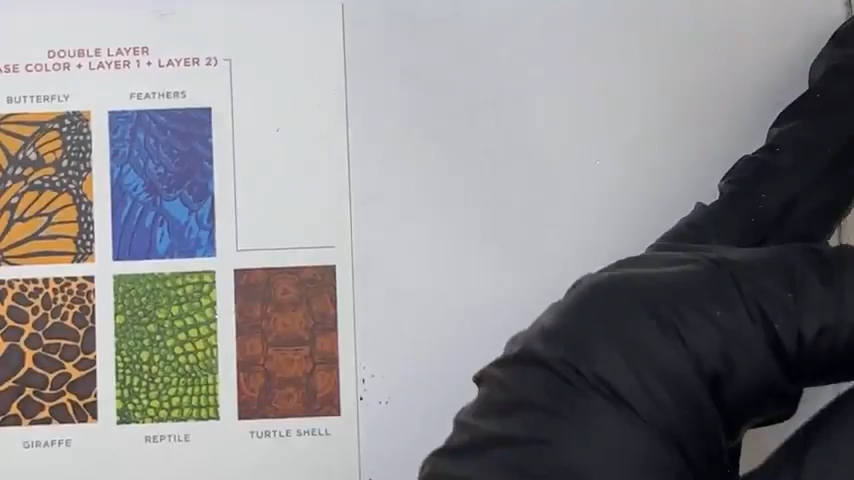 DOUBLE LAYER
ASE COLOR + LAYER 1 + LAYER 2)
BUTTERFLY
FEATHERS
GIRAFFE
REPTILE
TURTLE SHELL